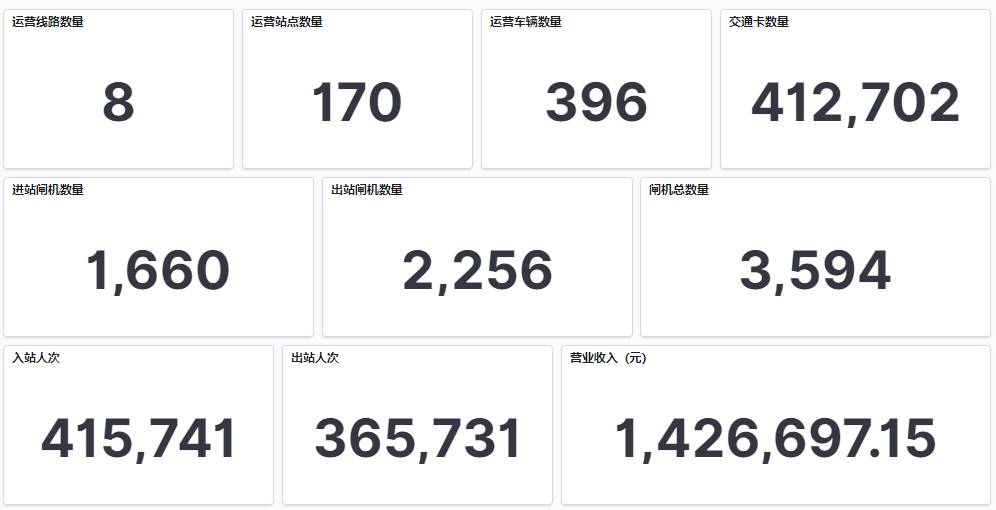 运营线路数量
8
运营站点数量
170
运营车辆数量
396
交通卡数量
412,702
进站闸机数量
1,660
出站闸机数量
2,256
闸机总数量
3,594
入站人次
415,741
出站人次
365,731
营业收入（元）
1,426,697.15